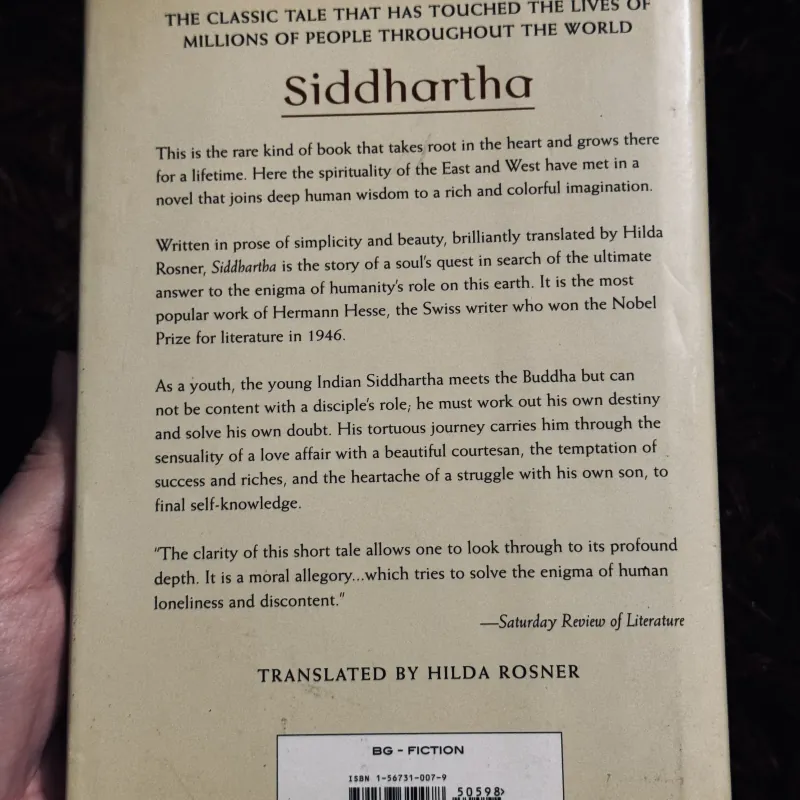 THE CLASSIC TALE THAT HAS TOUCHED THE LIVES OF
MILLIONS OF PEOPLE THROUGHOUT THE WORLD
Siddhartha
This is the rare kind of book that takes root in the heart and grows there
for a lifetime. Here the spirituality of the East and West have met in a
novel that joins deep human wisdom to a rich and colorful imagination.
Written in prose of simplicity and beauty, brilliantly translated by Hilda
Rosner, Siddhartha is the story of a soul's quest in search of the ultimate
answer to the enigma of humanity's role on this earth. It is the most
popular work of Hermann Hesse, the Swiss writer who won the Nobel
Prize for literature in 1946.
As a youth, the young Indian Siddhartha meets the Buddha but can
not be content with a disciple's role; he must work out his own destiny
and solve his own doubt. His tortuous journey carries him through the
sensuality of a love affair with a beautiful courtesan, the temptation of
success and riches, and the heartache of a struggle with his own son, to
final self-knowledge.
"The clarity of this short tale allows one to look through to its profound
depth. It is a moral allegory...which tries to solve the enigma of human
loneliness and discontent."
—Saturday Review of Literature
TRANSLATED BY HILDA ROSNER
BG - FICTION
ISBN 1-56731-007-9
50598>